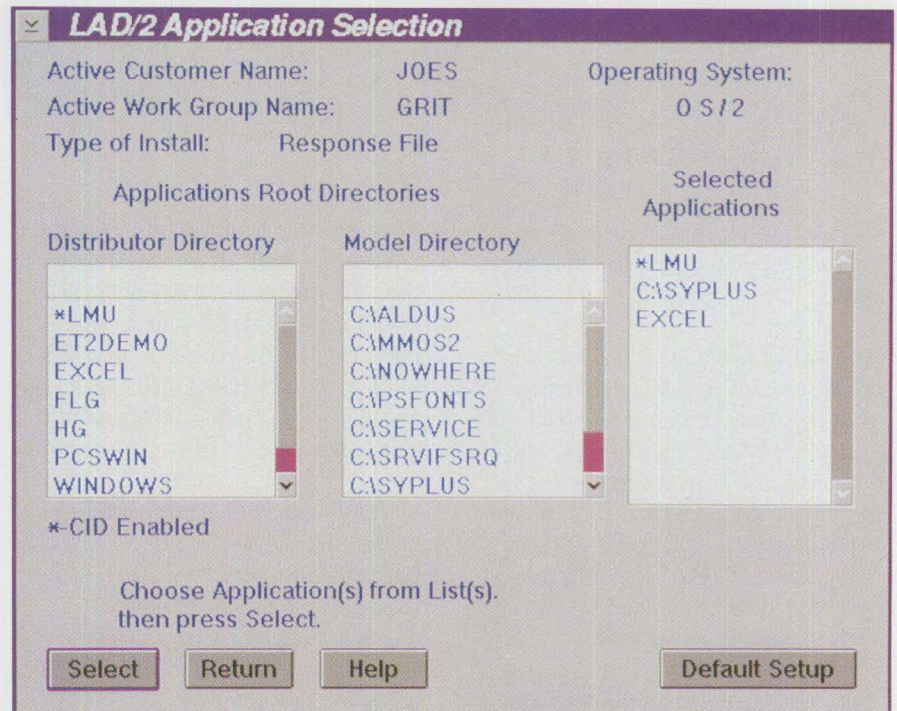 LAD/2 Application Selection
Active Customer Name: JOES
Operating System:
Active Work Group Name: GRIT
O S/2
Type of Install: Response File
Applications Root Directories
Selected
Applications
Distributor Directory
Model Directory
*LMU
ET2DEMO
EXCEL
FLG
HG
PCSWIN
WINDOWS
C:\ALDUS
C:\MMOS2
C:\NOWHERE
C:\PSFONTS
C:\SERVICE
C:\SRVIFSRQ
C:\SYPLUS
*LMU
C:\SYPLUS
EXCEL
*-CID Enabled
Choose Application(s) from List(s).
then press Select.
Select
Return
Help
Default Setup